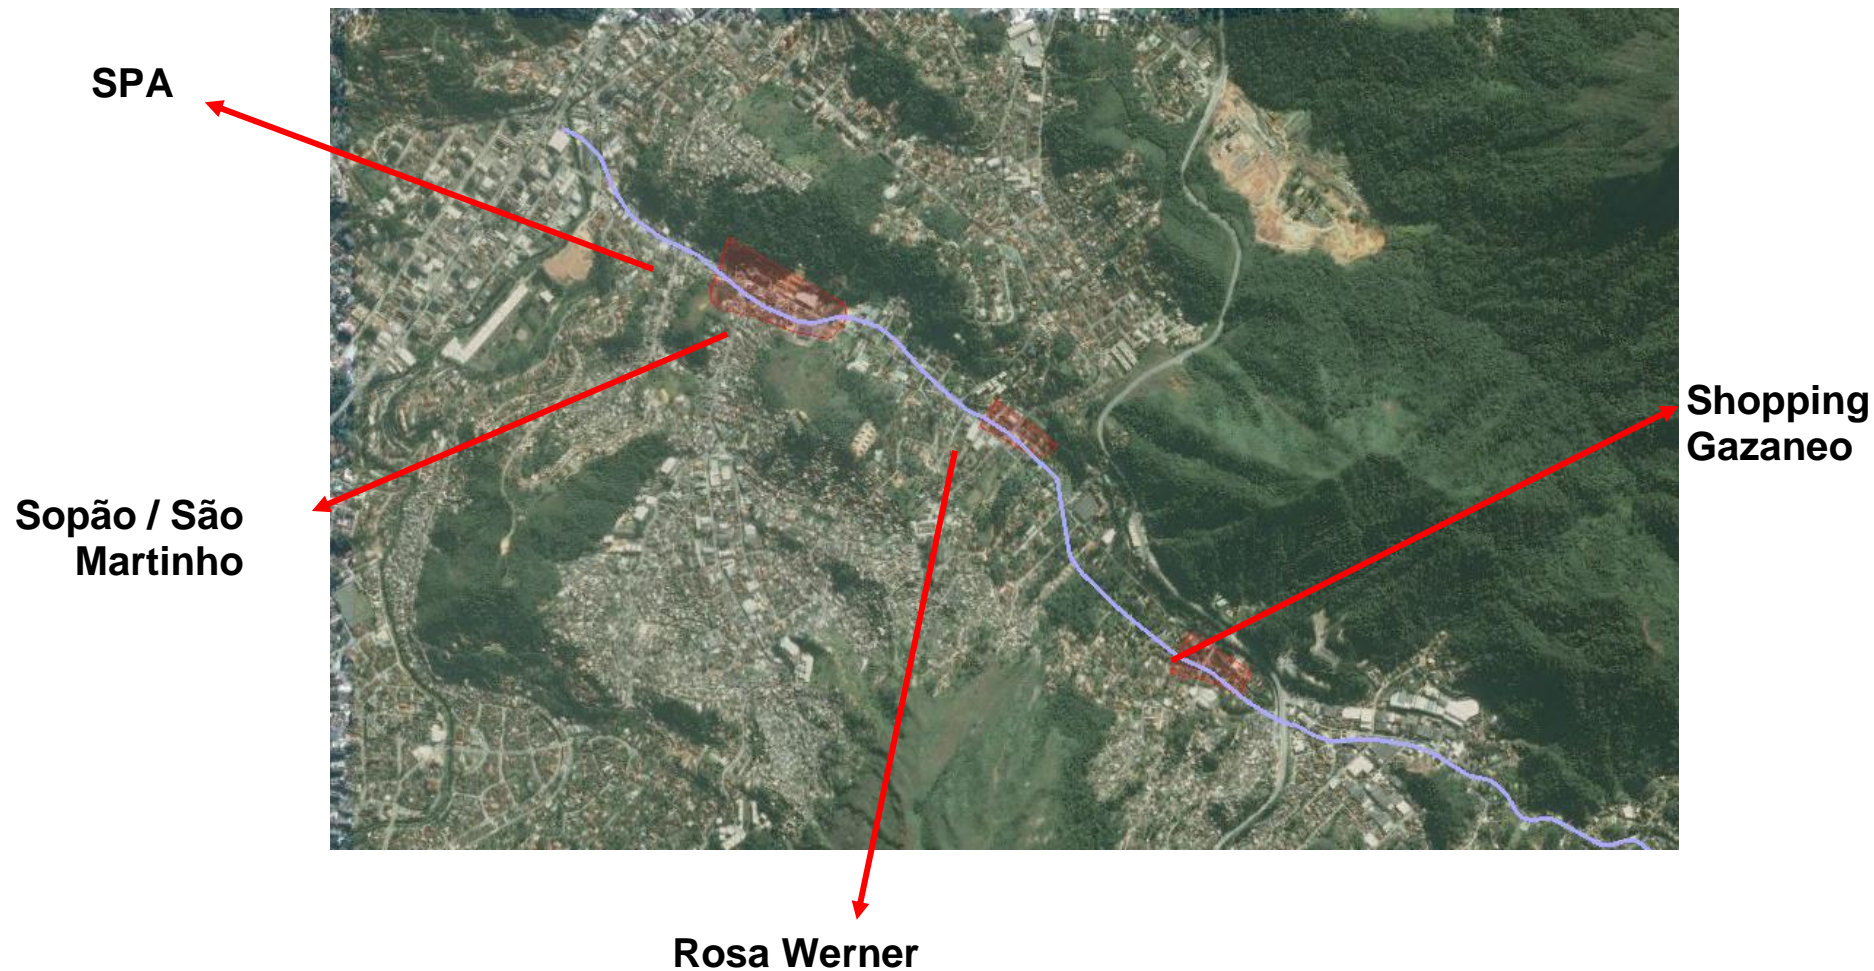 SPA
Shopping
Gazaneo
Sopão / São
Martinho
Rosa Werner